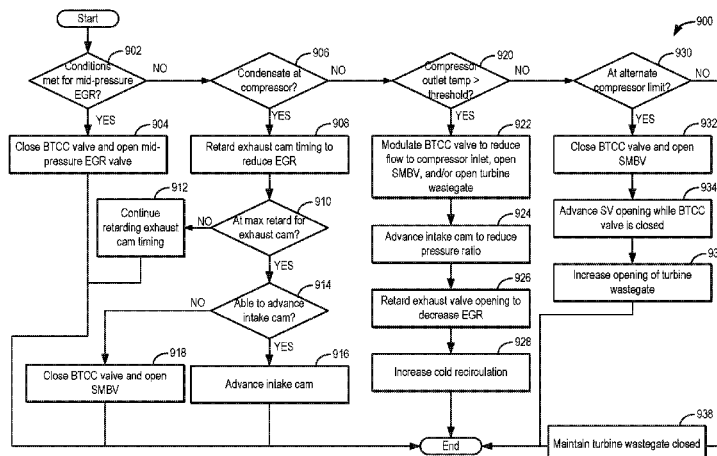 Start
900
902
Conditions
met for mid-pressure
EGR?
NO
YES
904
Close BTCC valve and open mid-
pressure EGR valve
906
Condensate at
compressor?
NO
YES
908
Retard exhaust cam timing to
reduce EGR
910
At max retard for
exhaust cam?
NO
YES
912
Continue
retarding exhaust
cam timing
914
Able to advance
intake cam?
NO
YES
918
Close BTCC valve and open
SMBV
916
Advance intake cam
920
Compressor
outlet temp >
threshold?
NO
YES
922
Modulate BTCC valve to reduce
flow to compressor inlet, open
SMBV, and/or open turbine
wastegate
924
Advance intake cam to reduce
pressure ratio
926
Retard exhaust valve opening to
decrease EGR
928
Increase cold recirculation
930
At alternate
compressor limit?
NO
YES
932
Close BTCC valve and open
SMBV
934
Advance SV opening while BTCC
valve is closed
Increase opening of turbine
wastegate
938
Maintain turbine wastegate closed
End